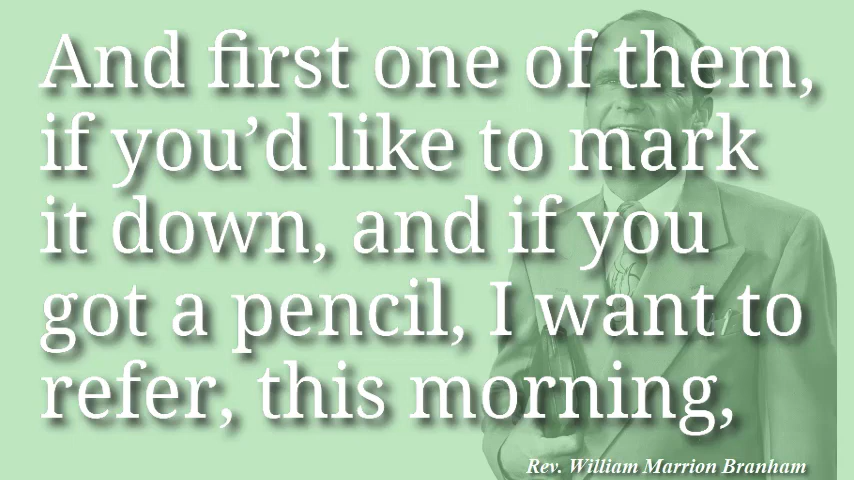 And first one of them,
if you’d like to mark
it down, and if you
got a pencil, I want to
refer, this morning,
Rev. William Marrion Branham